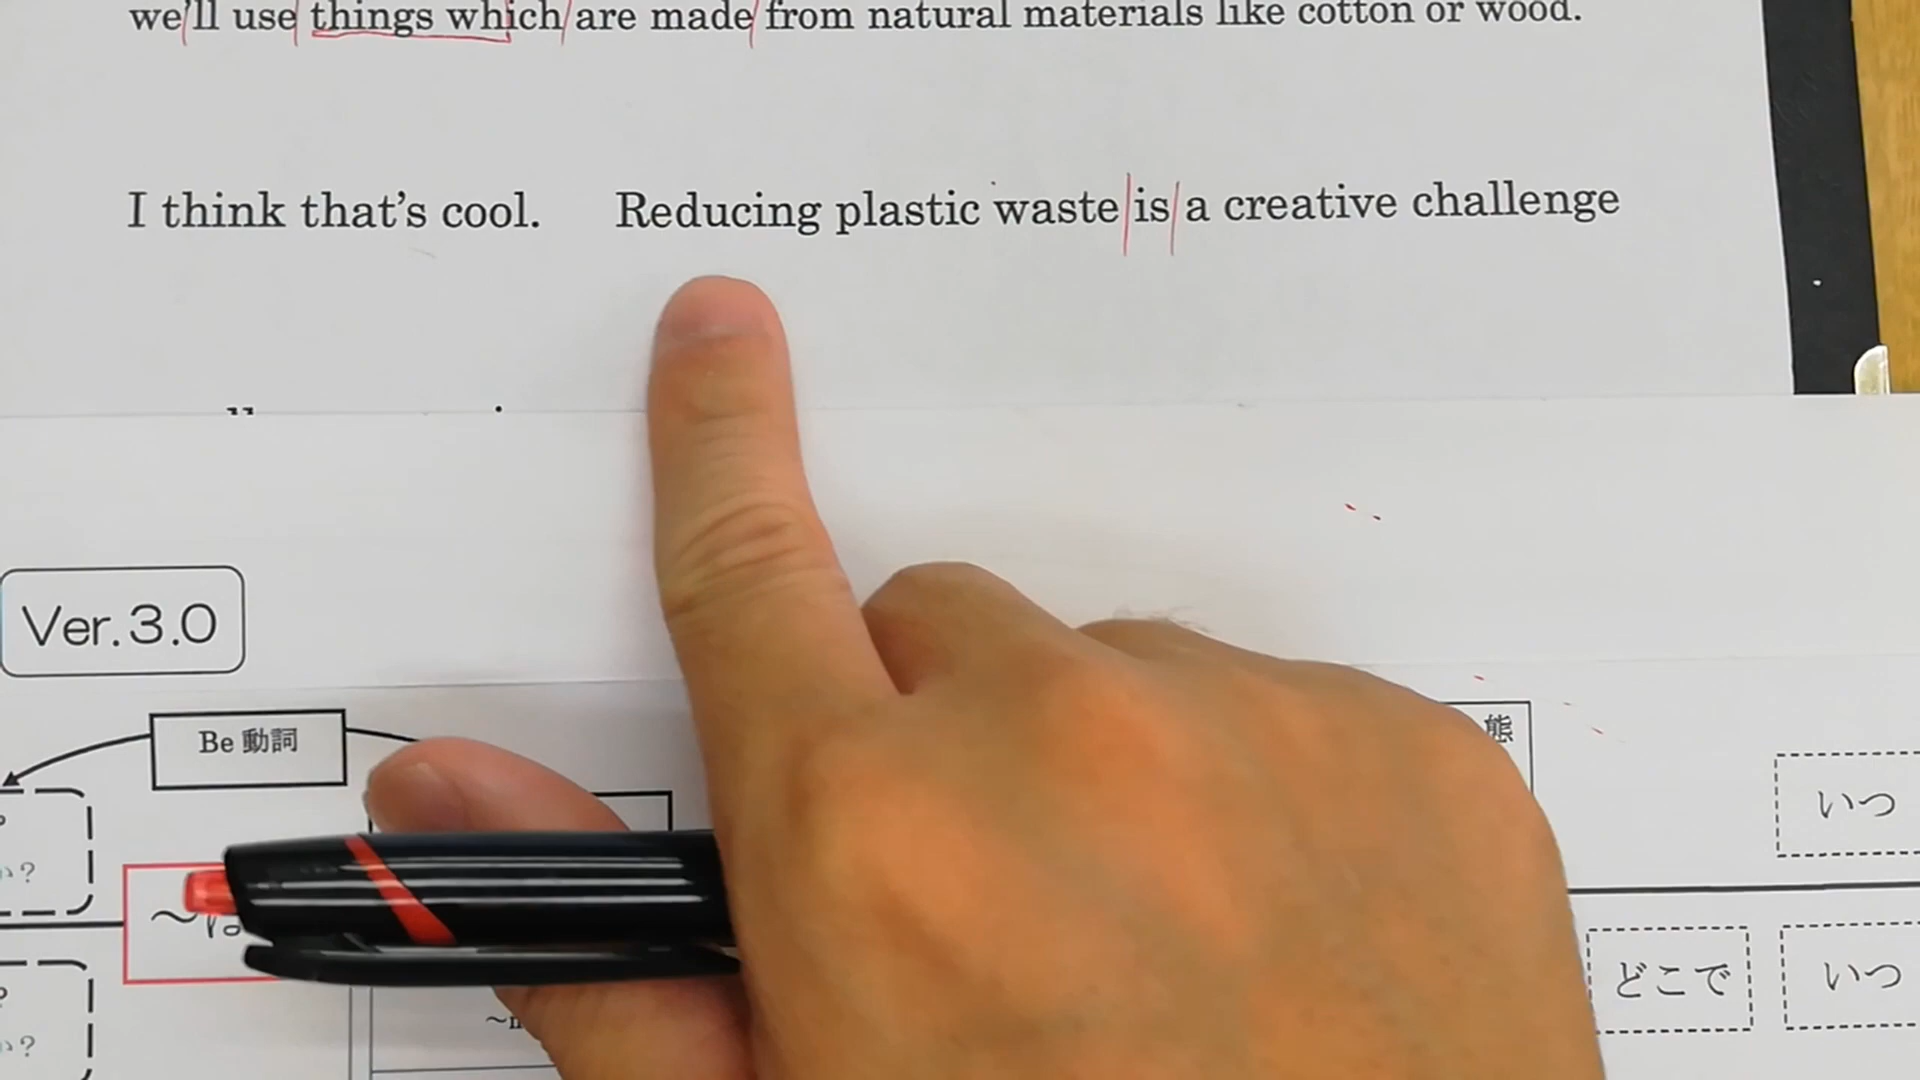 we'll use things which are made from natural materials like cotton or wood.
I think that's cool. Reducing plastic waste is a creative challenge
Ver.3.0
Be 動詞
態
いつ
どこで
いつ